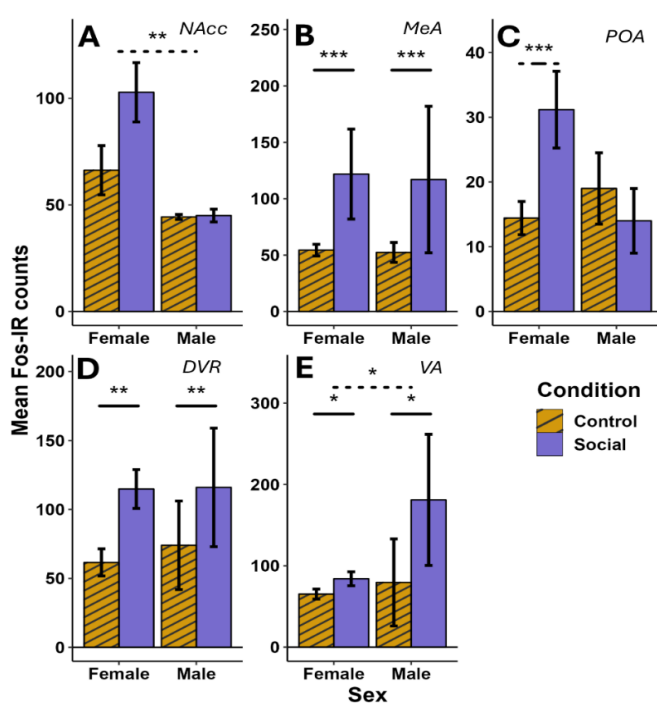 Mean Fos-IR counts
A
NAcc
**
100
50
0
Female Male
B
MeA
*** ***
250
200
150
100
50
0
Female Male
C
POA
***
40
30
20
10
0
Female Male
D
DVR
** **
200
150
100
50
0
Female Male
E
VA
*
* *
300
200
100
0
Female Male
Sex
Condition
Control
Social